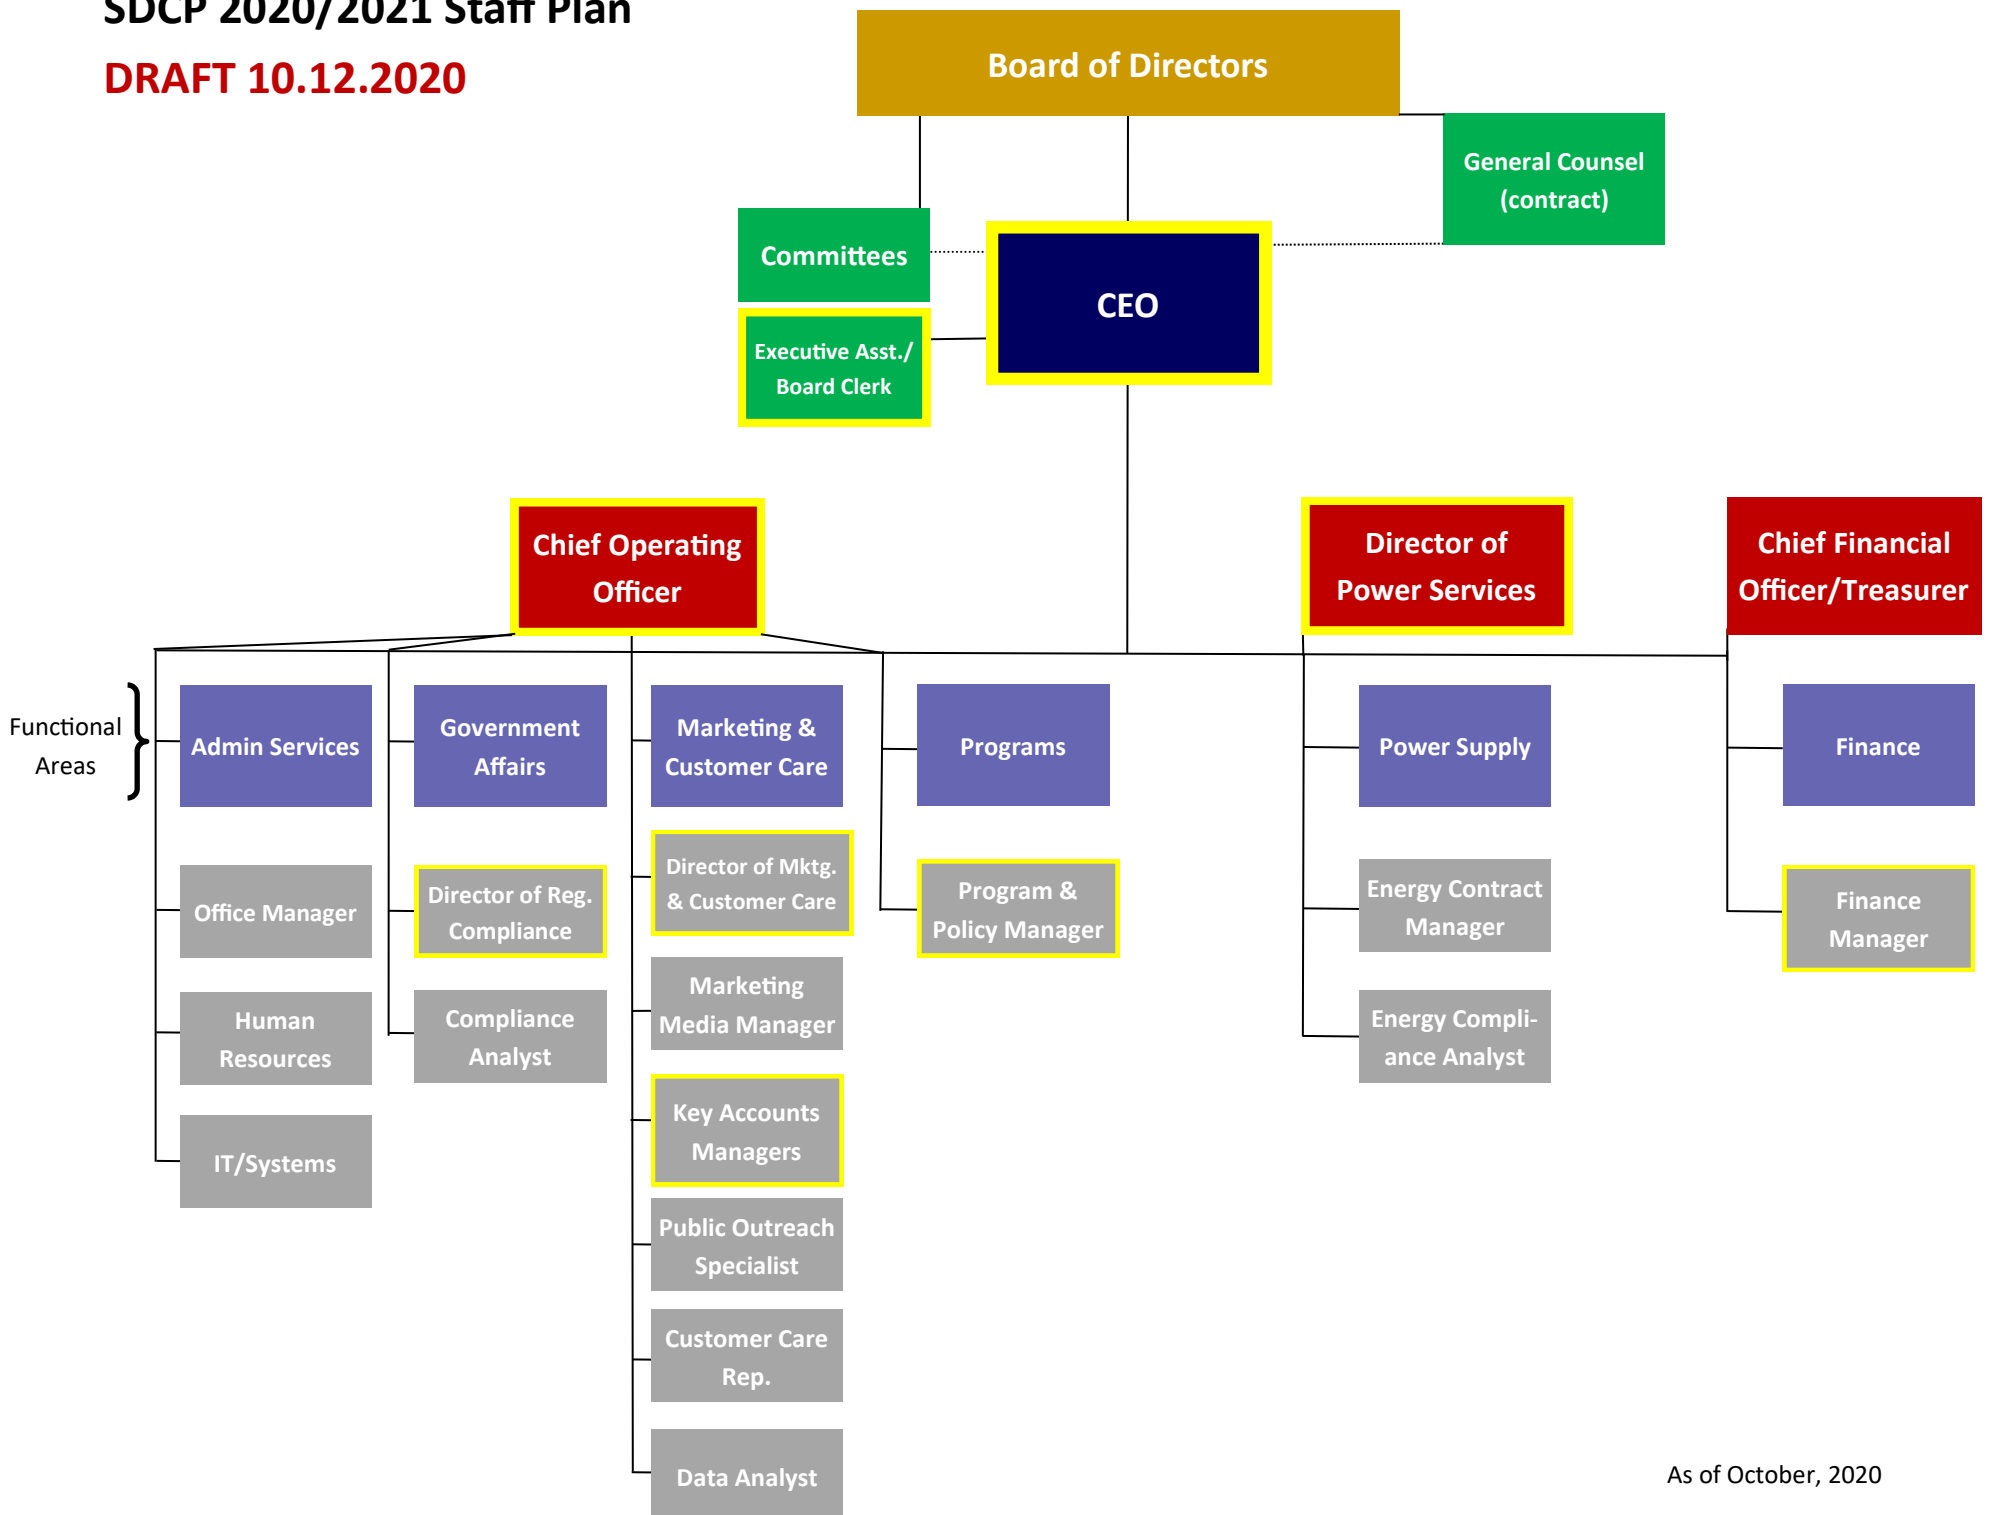 SDCP 2020/2021 Staff Plan
DRAFT 10.12.2020
Board of Directors
General Counsel
(contract)
Committees
CEO
Executive Asst./
Board Clerk
Chief Operating
Officer
Director of
Power Services
Chief Financial
Officer/Treasurer
Functional
Areas
Admin Services
Government
Affairs
Marketing &
Customer Care
Programs
Power Supply
Finance
Office Manager
Director of Reg.
Compliance
Director of Mktg.
& Customer Care
Program &
Policy Manager
Energy Contract
Manager
Finance
Manager
Human
Resources
Compliance
Analyst
Marketing
Media Manager
Energy Compli-
ance Analyst
IT/Systems
Key Accounts
Managers
Public Outreach
Specialist
Customer Care
Rep.
Data Analyst
As of October, 2020